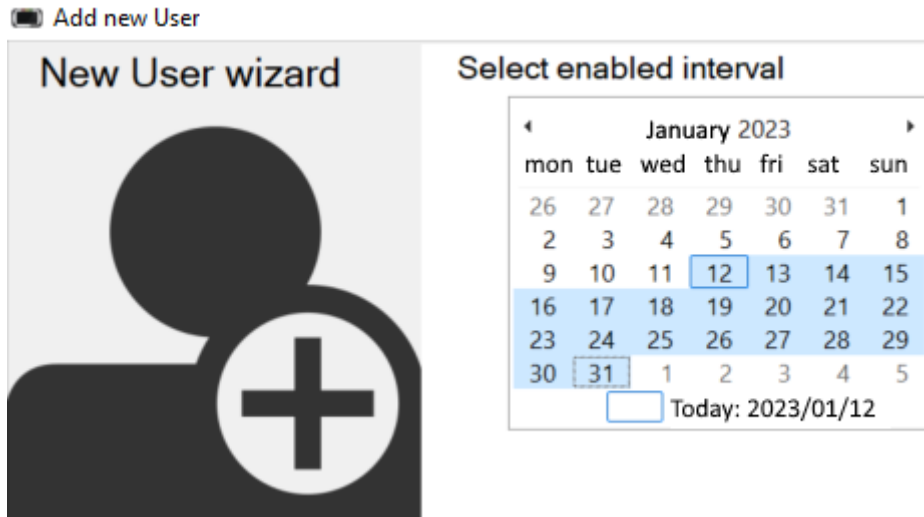 Add new User
New User wizard
Select enabled interval
January 2023
mon tue wed thu fri sat sun
26 27 28 29 30 31 1
2 3 4 5 6 7 8
9 10 11 12 13 14 15
16 17 18 19 20 21 22
23 24 25 26 27 28 29
30 31 1 2 3 4 5
Today: 2023/01/12